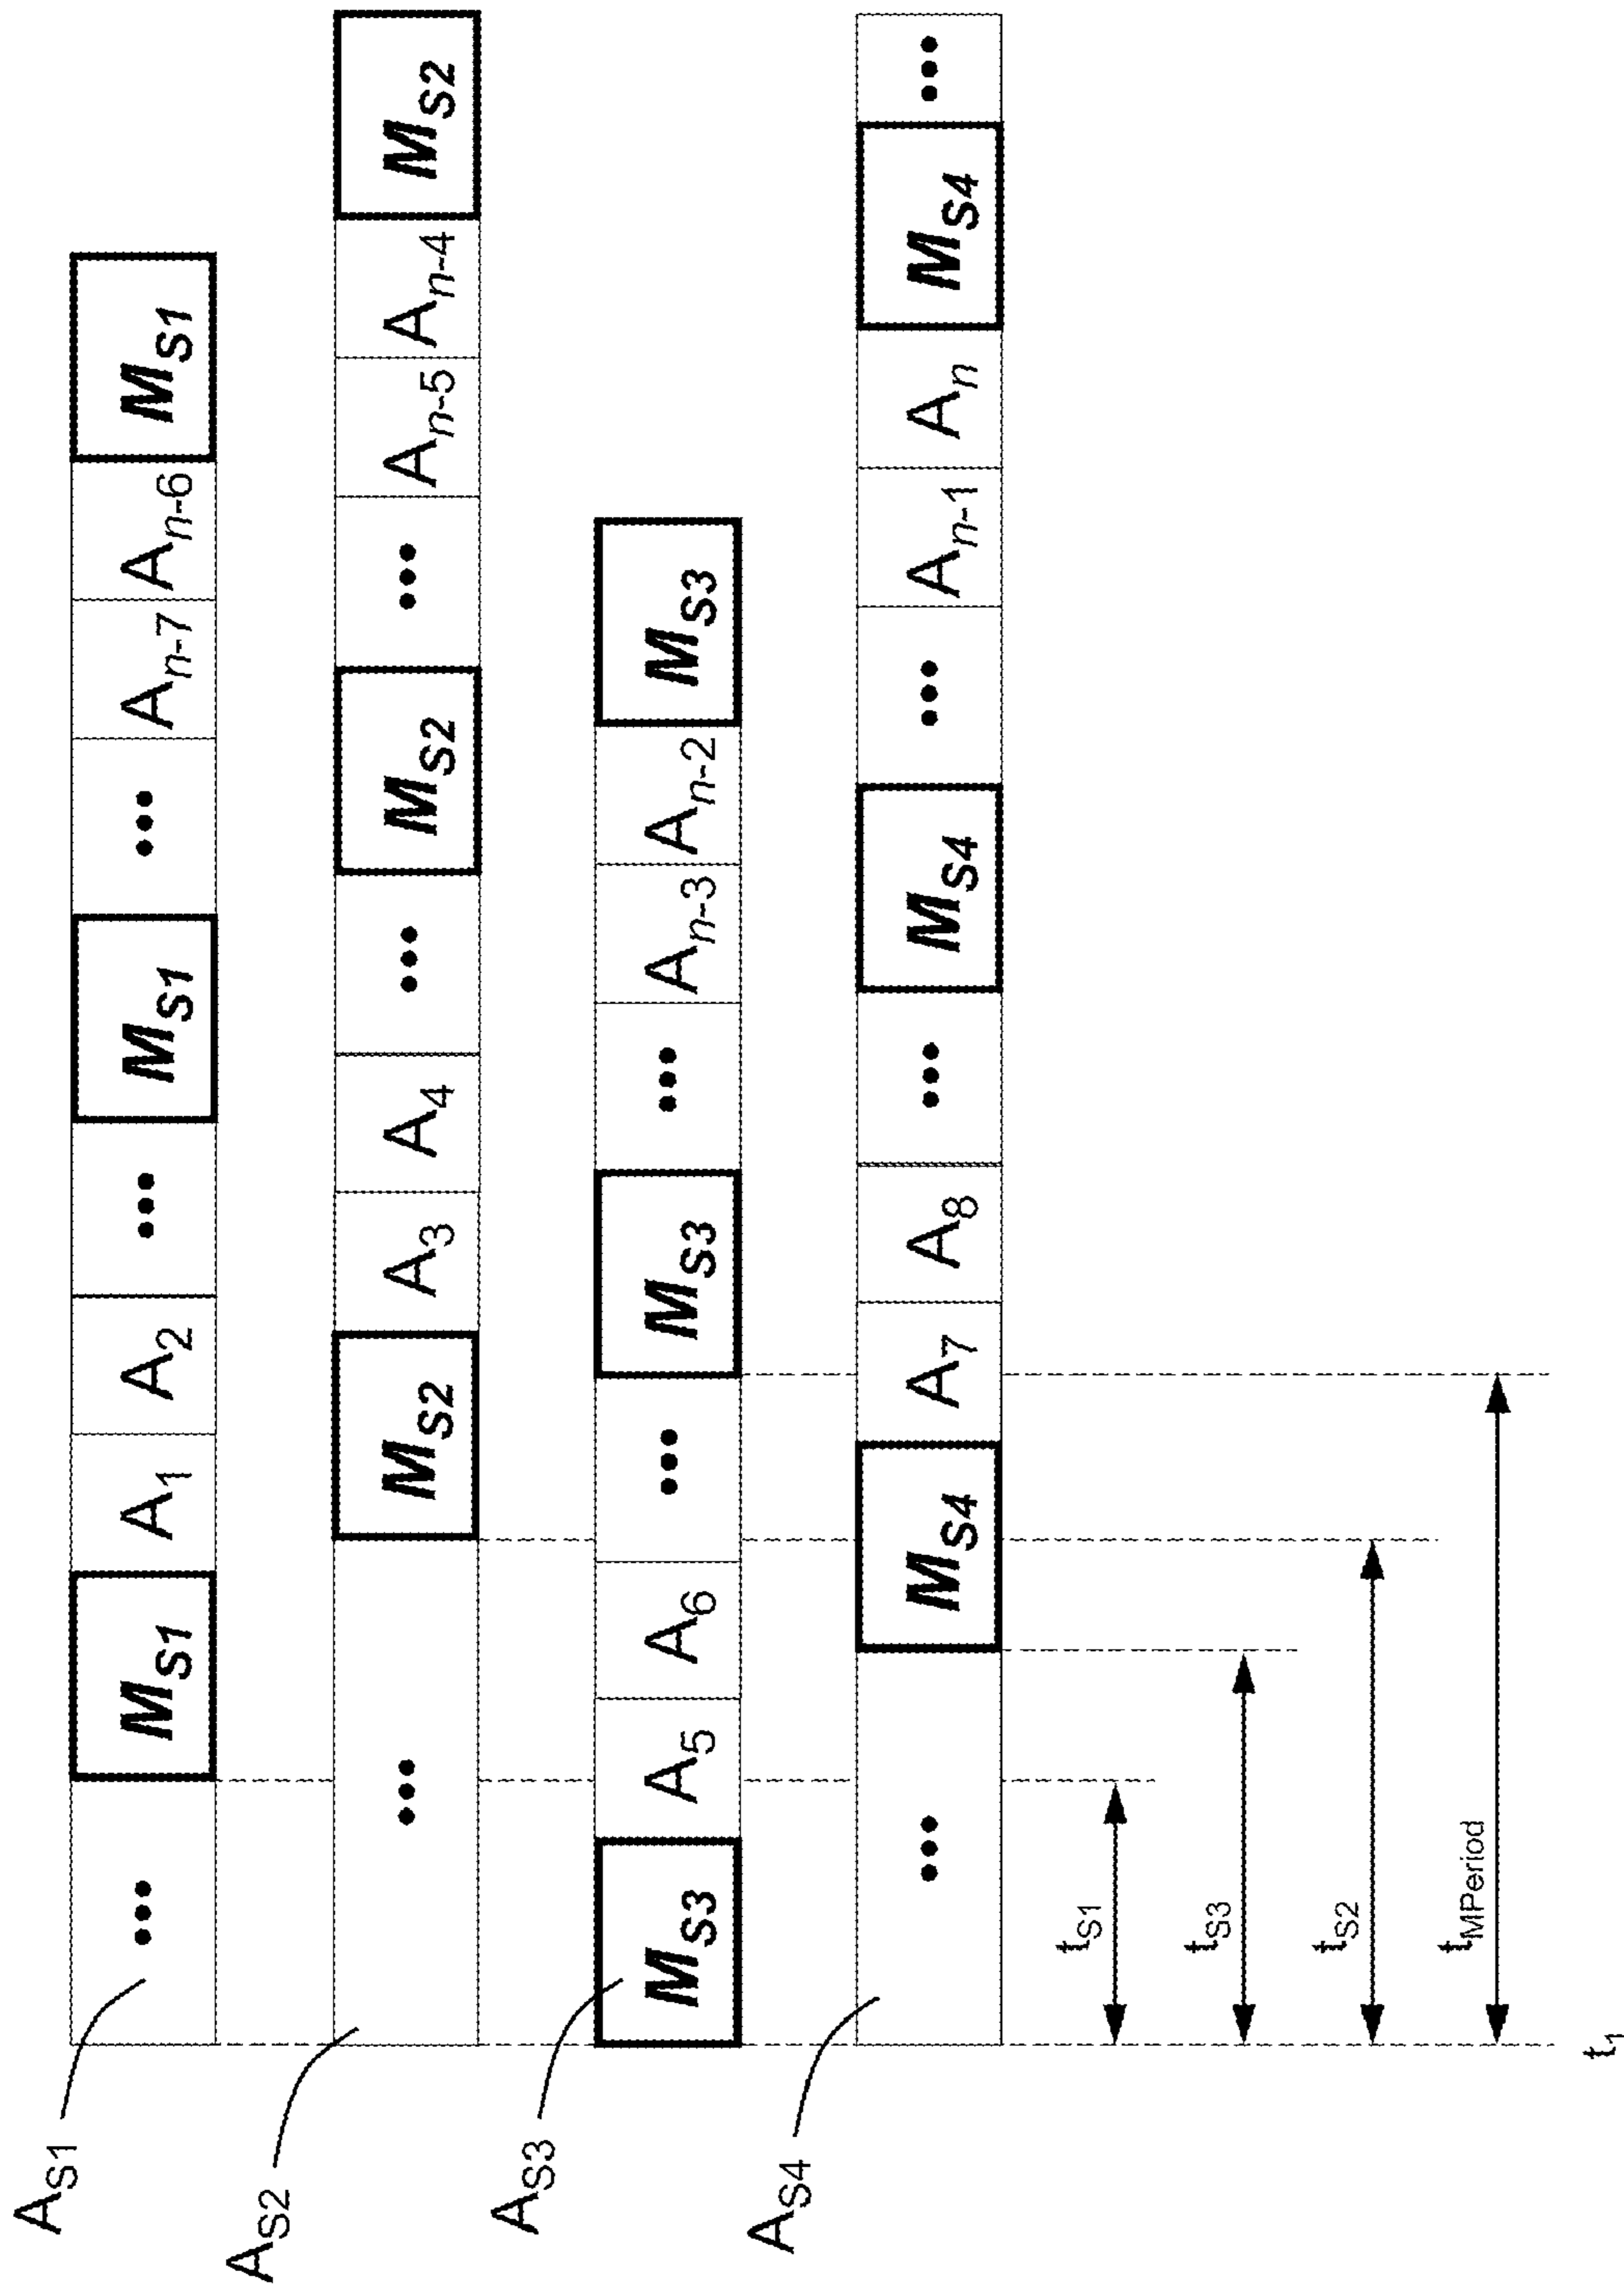 A_S1 ... M_S1 A_1 A_2 ... M_S1 ... A_n-7 A_n-6 M_S1
A_S2 ... M_S2 A_3 A_4 ... M_S2 ... A_n-5 A_n-4 M_S2
A_S3 M_S3 A_5 A_6 ... M_S3 ... A_n-3 A_n-2 M_S3
A_S4 ... M_S4 A_7 A_8 ... M_S4 ... A_n-1 A_n M_S4 ...
t_S1
t_S3
t_S2
t_MPeriod
t_1